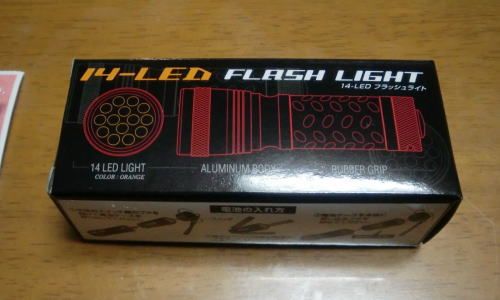 14-LED FLASH LIGHT
14-LED フラッシュライト
14 LED LIGHT
COLOR : ORANGE
ALUMINUM BODY
RUBBER GRIP
電池の入れ方